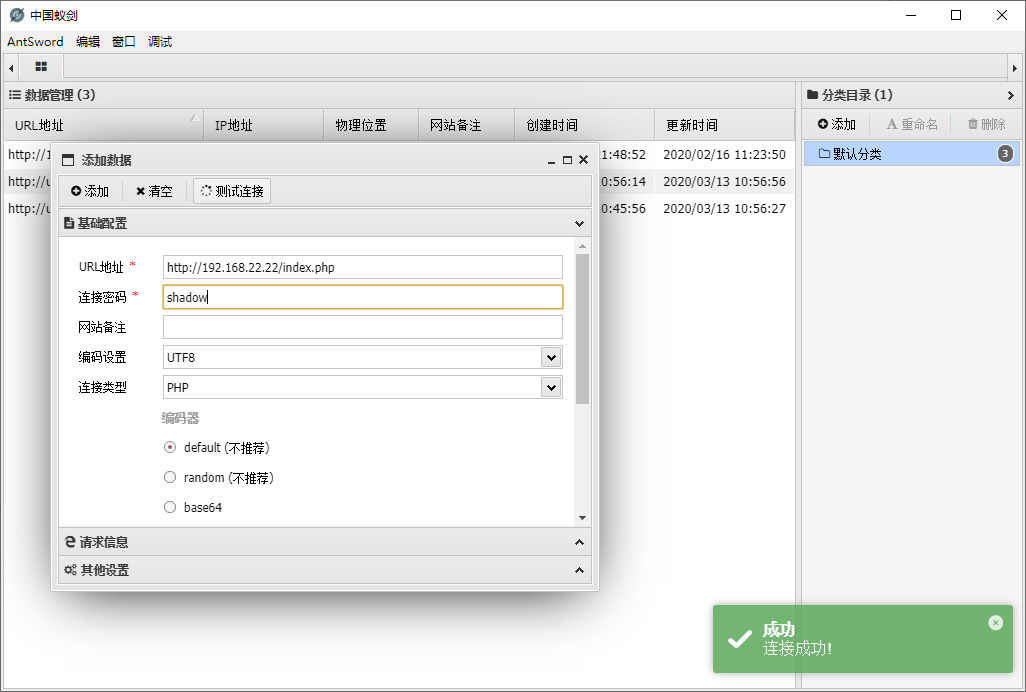 中国蚁剑
AntSword 编辑 窗口 调试
数据管理 (3)
分类目录 (1)
URL地址 IP地址 物理位置 网站备注 创建时间 更新时间
添加 重命名 删除
http://1 1:48:52 2020/02/16 11:23:50
默认分类 3
http://u 0:56:14 2020/03/13 10:56:56
http://u 0:45:56 2020/03/13 10:56:27
添加数据
添加 清空 测试连接
基础配置
URL地址 * http://192.168.22.22/index.php
连接密码 * shadow
网站备注
编码设置 UTF8
连接类型 PHP
编码器
default (不推荐)
random (不推荐)
base64
请求信息
其他设置
成功
连接成功!